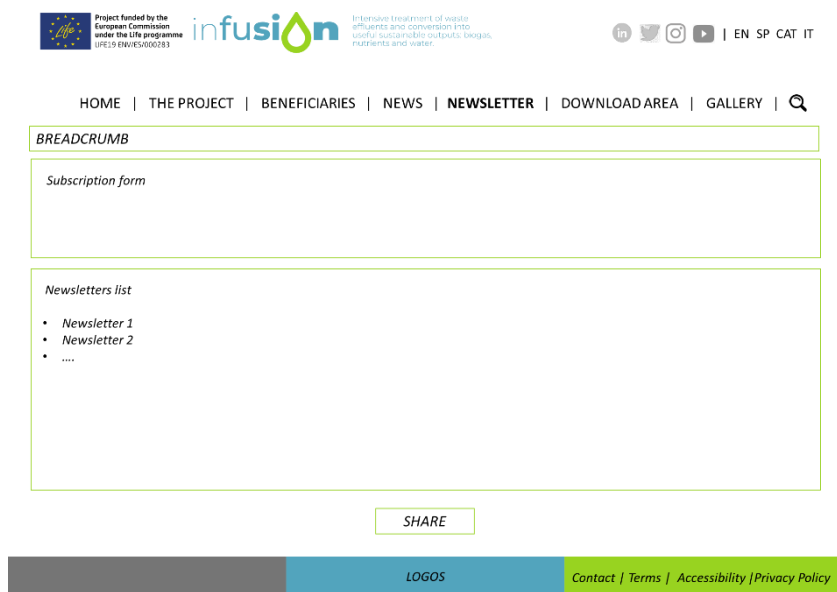 Project funded by the
European Commission
under the Life programme
LIFE19 ENV/ES/000283
Life
infusion
Intensive treatment of waste
effluents and conversion into
useful sustainable outputs: biogas,
nutrients and water.
in
| EN SP CAT IT
HOME | THE PROJECT | BENEFICIARIES | NEWS | NEWSLETTER | DOWNLOAD AREA | GALLERY |
BREADCRUMB
Subscription form
Newsletters list
• Newsletter 1
• Newsletter 2
• ....
SHARE
LOGOS
Contact | Terms | Accessibility |Privacy Policy